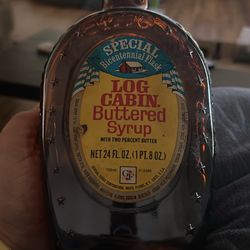 SPECIAL
Bicentennial Flask
LOG
CABIN
Buttered
Syrup
WITH TWO PERCENT BUTTER
NET 24 FL. OZ. (1 PT. 8 OZ.)
GF